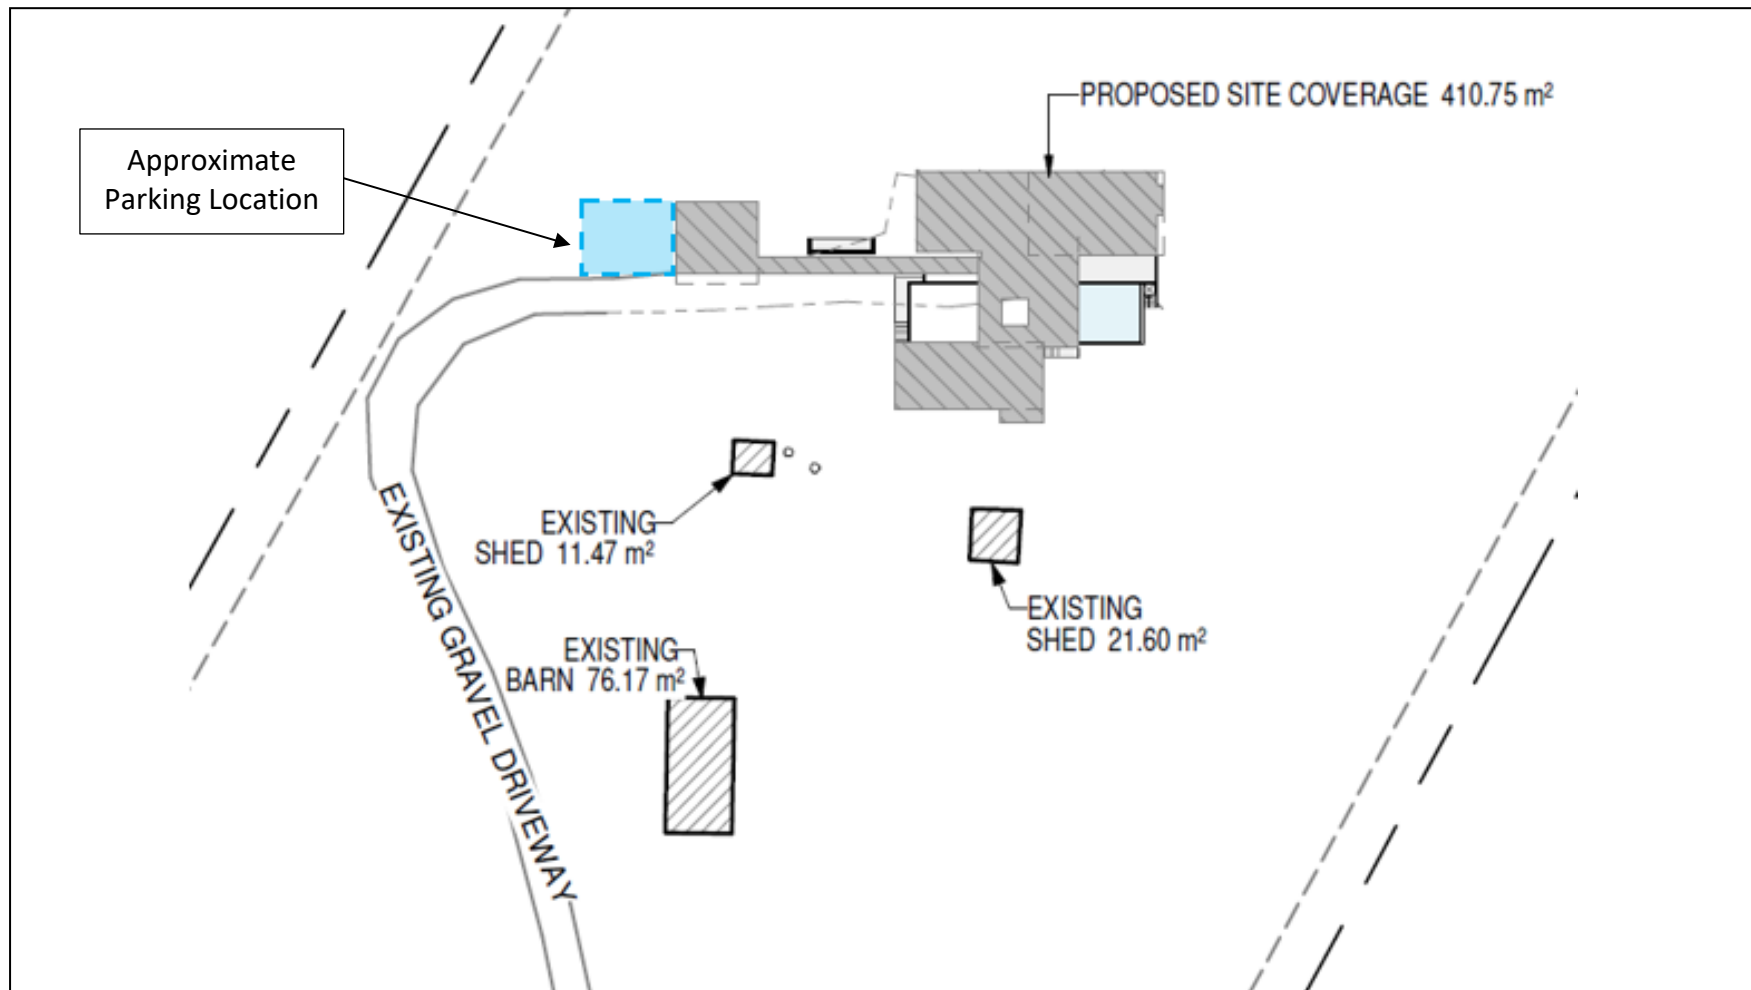 PROPOSED SITE COVERAGE 410.75 m²
Approximate
Parking Location
EXISTING
SHED 11.47 m²
EXISTING
SHED 21.60 m²
EXISTING
BARN 76.17 m²
EXISTING GRAVEL DRIVEWAY